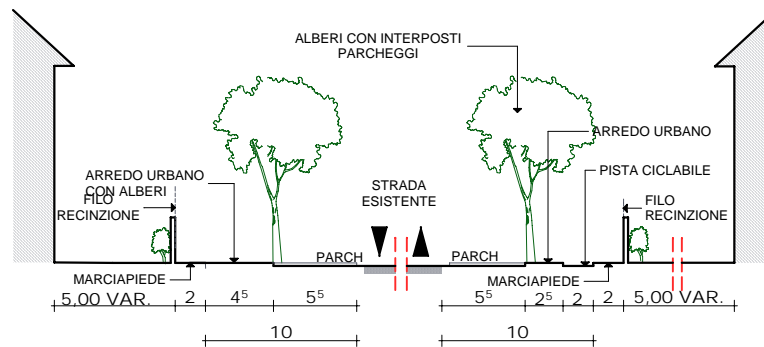 ALBERI CON INTERPOSTI
PARCHEGGI
ARREDO URBANO
ARREDO URBANO
CON ALBERI
PISTA CICLABILE
STRADA
ESISTENTE
FILO
RECINZIONE
FILO
RECINZIONE
PARCH
PARCH
MARCIAPIEDE
MARCIAPIEDE
5,00 VAR. 2 4⁵ 5⁵ 5⁵ 2⁵ 2 2 5,00 VAR.
10 10